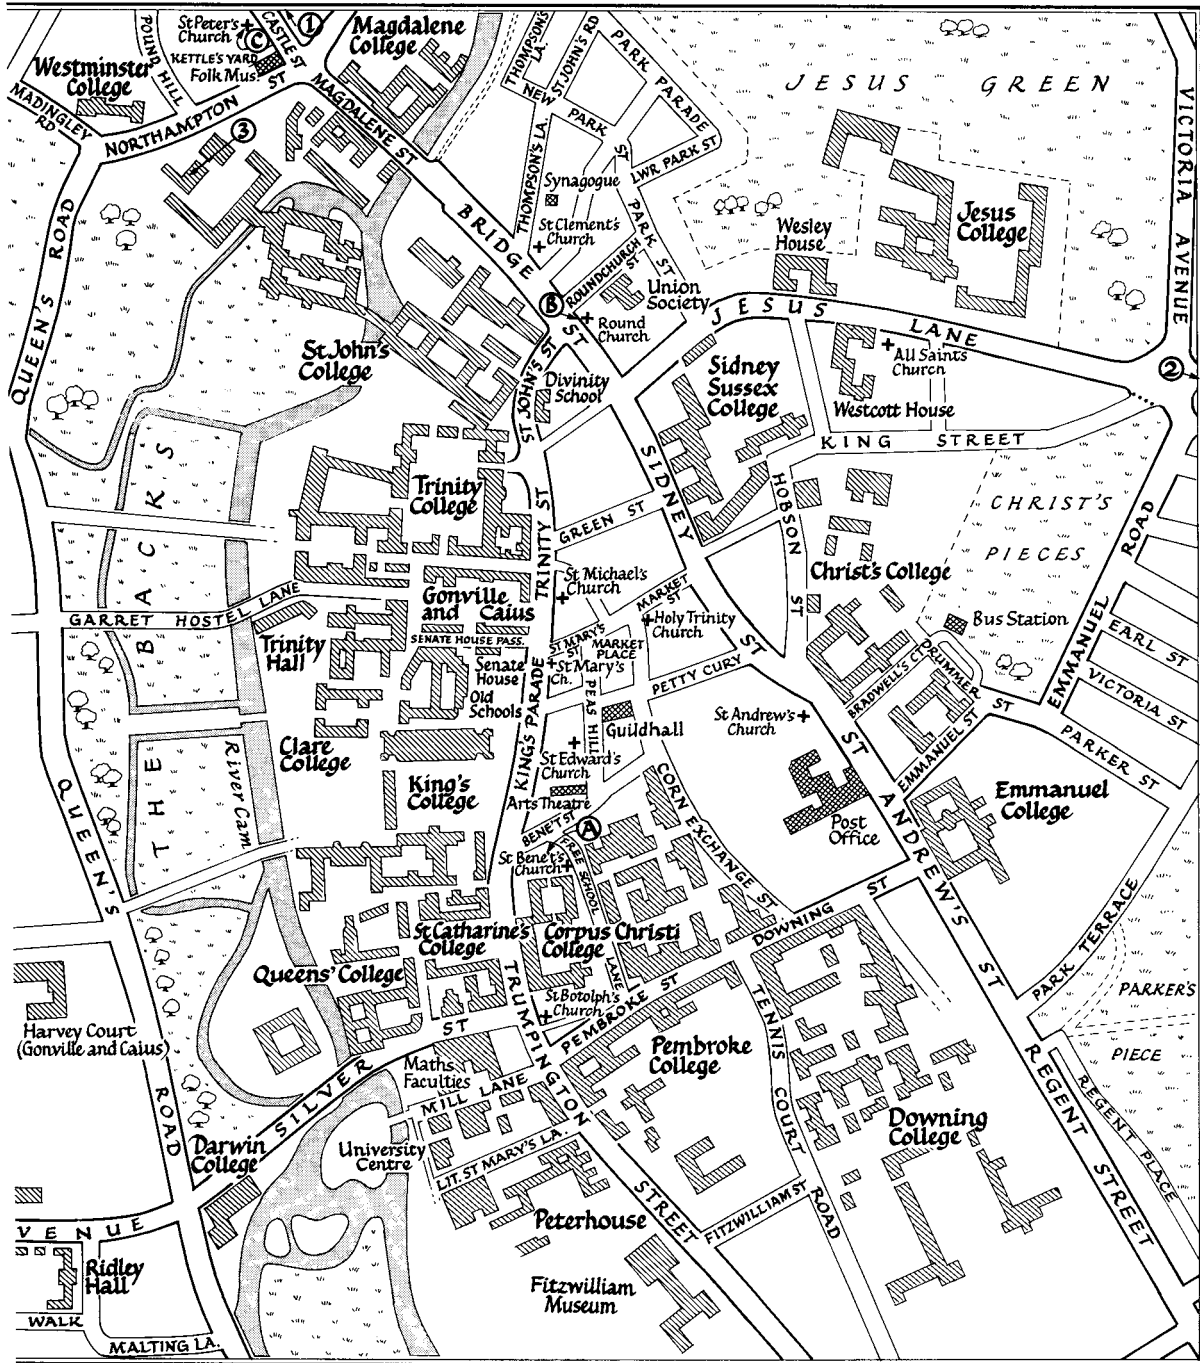 St Peter's
Church
C
KETTLE'S YARD
Folk Mus.
CASTLE ST
1
POUND HILL
Westminster
College
MADINGLEY
RD
NORTHAMPTON ST
3
Magdalene
College
MAGDALENE ST
THOMPSON'S
LA.
ST JOHN'S RD
PARK PARADE
NEW PARK ST
THOMPSON'S LA.
LWR PARK ST
PARK ST
Synagogue
St Clement's
Church
BRIDGE ST
ROUNDCHURCH
ST
B
Union
Society
Round
Church
JESUS GREEN
Wesley
House
Jesus
College
VICTORIA AVENUE
JESUS LANE
2
All Saints
Church
Westcott House
Sidney
Sussex
College
KING STREET
QUEEN'S ROAD
St John's
College
ST JOHN'S ST
Divinity
School
SIDNEY ST
HOBSON ST
Trinity
College
TRINITY ST
GREEN ST
CHRIST'S
PIECES
EMMANUEL ROAD
Christ's College
THE BACKS
GARRET HOSTEL LANE
Gonville
and Caius
St Michael's
Church
MARKET
ST
Holy Trinity
Church
Trinity
Hall
SENATE HOUSE PASS.
ST MARY'S
ST
MARKET
PLACE
Senate
House
St Mary's
Ch.
Old
Schools
PETTY CURY
PEAS HILL
Guildhall
Bus Station
BRADWELL'S CT
DRUMMER ST
EMMANUEL ST
EARL ST
VICTORIA ST
PARKER ST
St Andrew's
Church
ST ANDREW'S ST
Clare
College
River Cam
KING'S PARADE
St Edward's
Church
King's
College
Arts Theatre
BENE'T ST
A
St Benet's
Church
FREE SCHOOL LANE
CORN EXCHANGE ST
Post
Office
Emmanuel
College
DOWNING ST
QUEEN'S ROAD
St Catharine's
College
Corpus Christi
College
Queens' College
St Botolph's
Church
PEMBROKE ST
PARK TERRACE
PARKER'S
PIECE
Harvey Court
(Gonville and Caius)
SILVER ST
TRUMPINGTON STREET
Maths
Faculties
MILL LANE
Pembroke
College
TENNIS COURT ROAD
REGENT STREET
REGENT PLACE
Downing
College
University
Centre
LIT. ST MARY'S LA.
Darwin
College
Peterhouse
FITZWILLIAM ST
Fitzwilliam
Museum
VENUE
Ridley
Hall
WALK
MALTING LA.